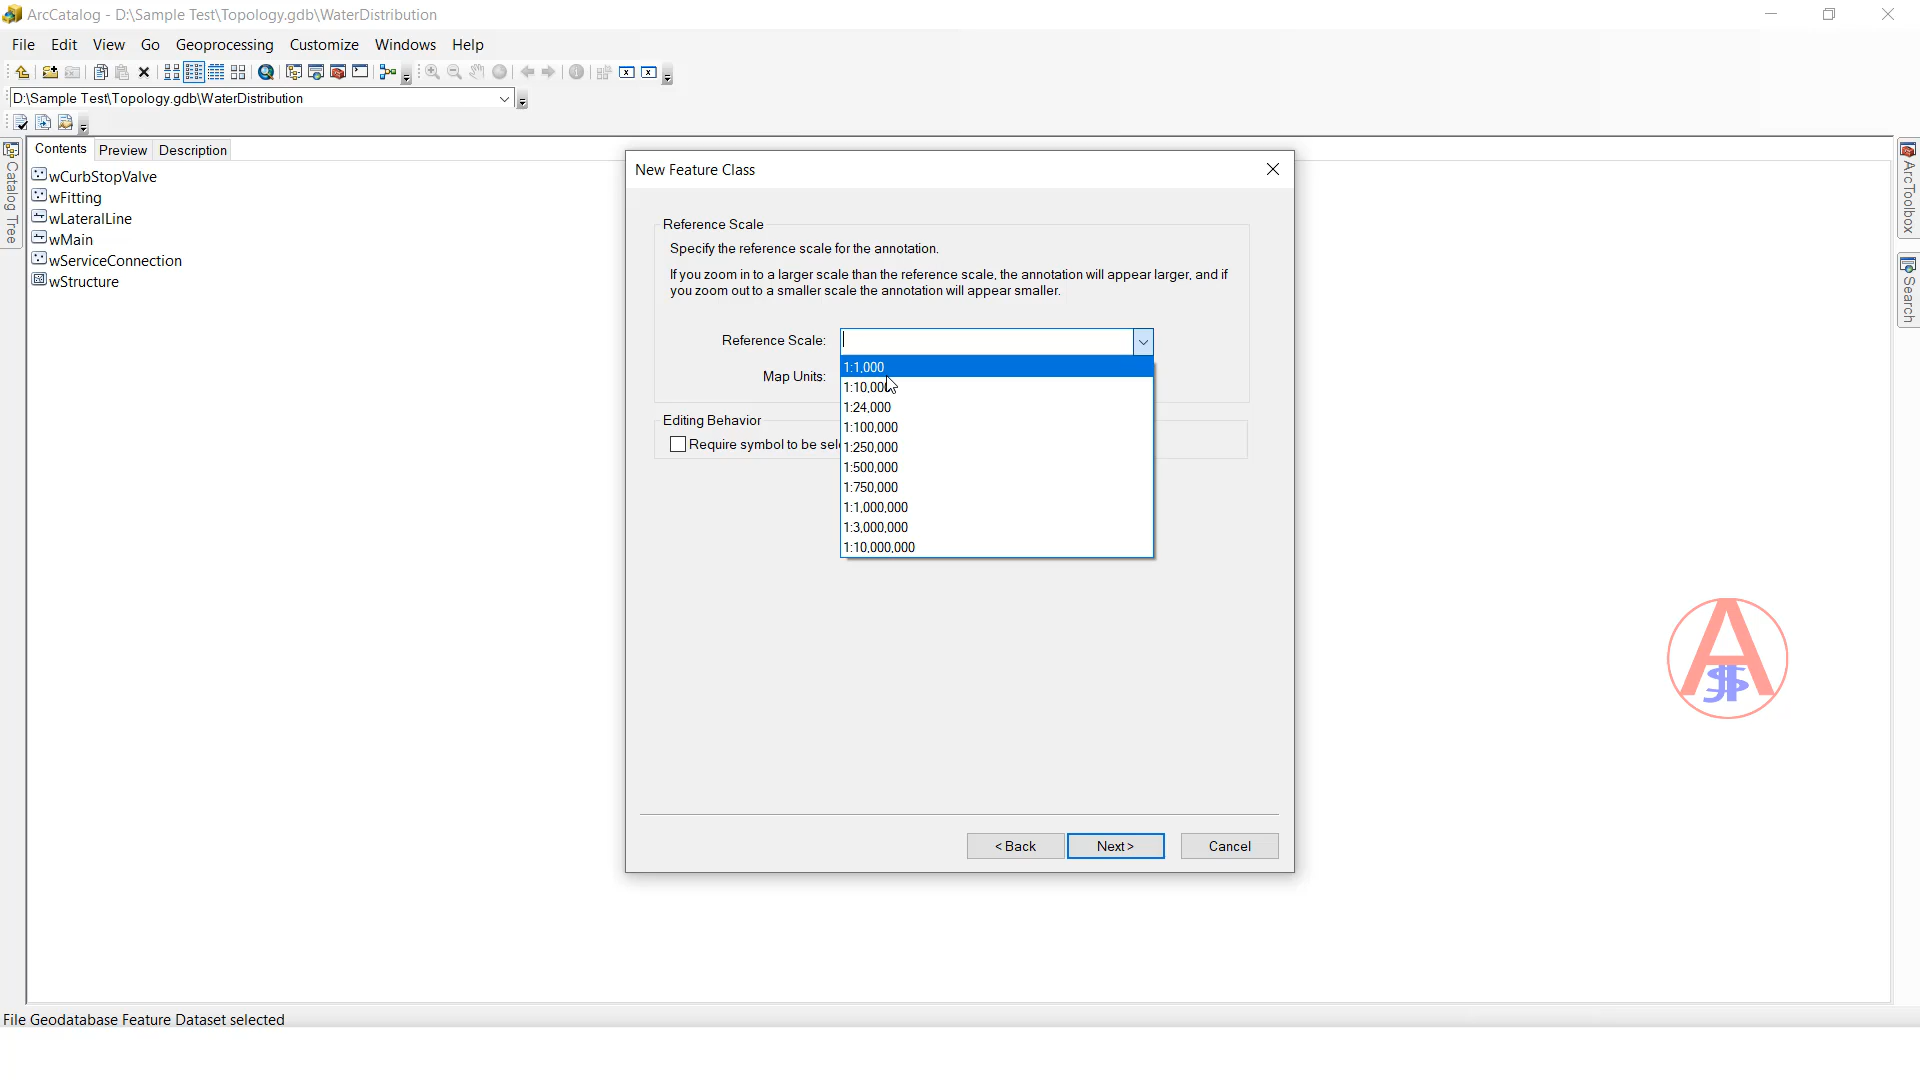 ArcCatalog - D:\Sample Test\Topology.gdb\WaterDistribution
File Edit View Go Geoprocessing Customize Windows Help
D:\Sample Test\Topology.gdb\WaterDistribution
Contents Preview Description
Catalog Tree
wCurbStopValve
wFitting
wLateralLine
wMain
wServiceConnection
wStructure
New Feature Class
Reference Scale
Specify the reference scale for the annotation.
If you zoom in to a larger scale than the reference scale, the annotation will appear larger, and if
you zoom out to a smaller scale the annotation will appear smaller.
Reference Scale:
Map Units:
1:1,000
1:10,000
1:24,000
1:100,000
1:250,000
1:500,000
1:750,000
1:1,000,000
1:3,000,000
1:10,000,000
Editing Behavior
Require symbol to be
< Back Next > Cancel
ArcToolbox
Search
File Geodatabase Feature Dataset selected